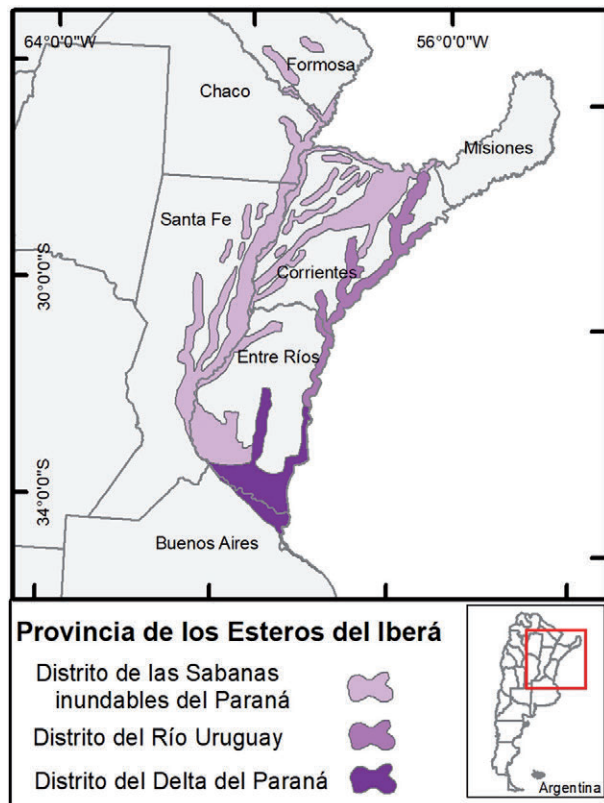 64°0'0"W
56°0'0"W
Formosa
Chaco
Misiones
Santa Fe
30°0'0"S
Corrientes
Entre Ríos
34°0'0"S
Buenos Aires
Provincia de los Esteros del Iberá
Distrito de las Sabanas
inundables del Paraná
Distrito del Río Uruguay
Distrito del Delta del Paraná
Argentina